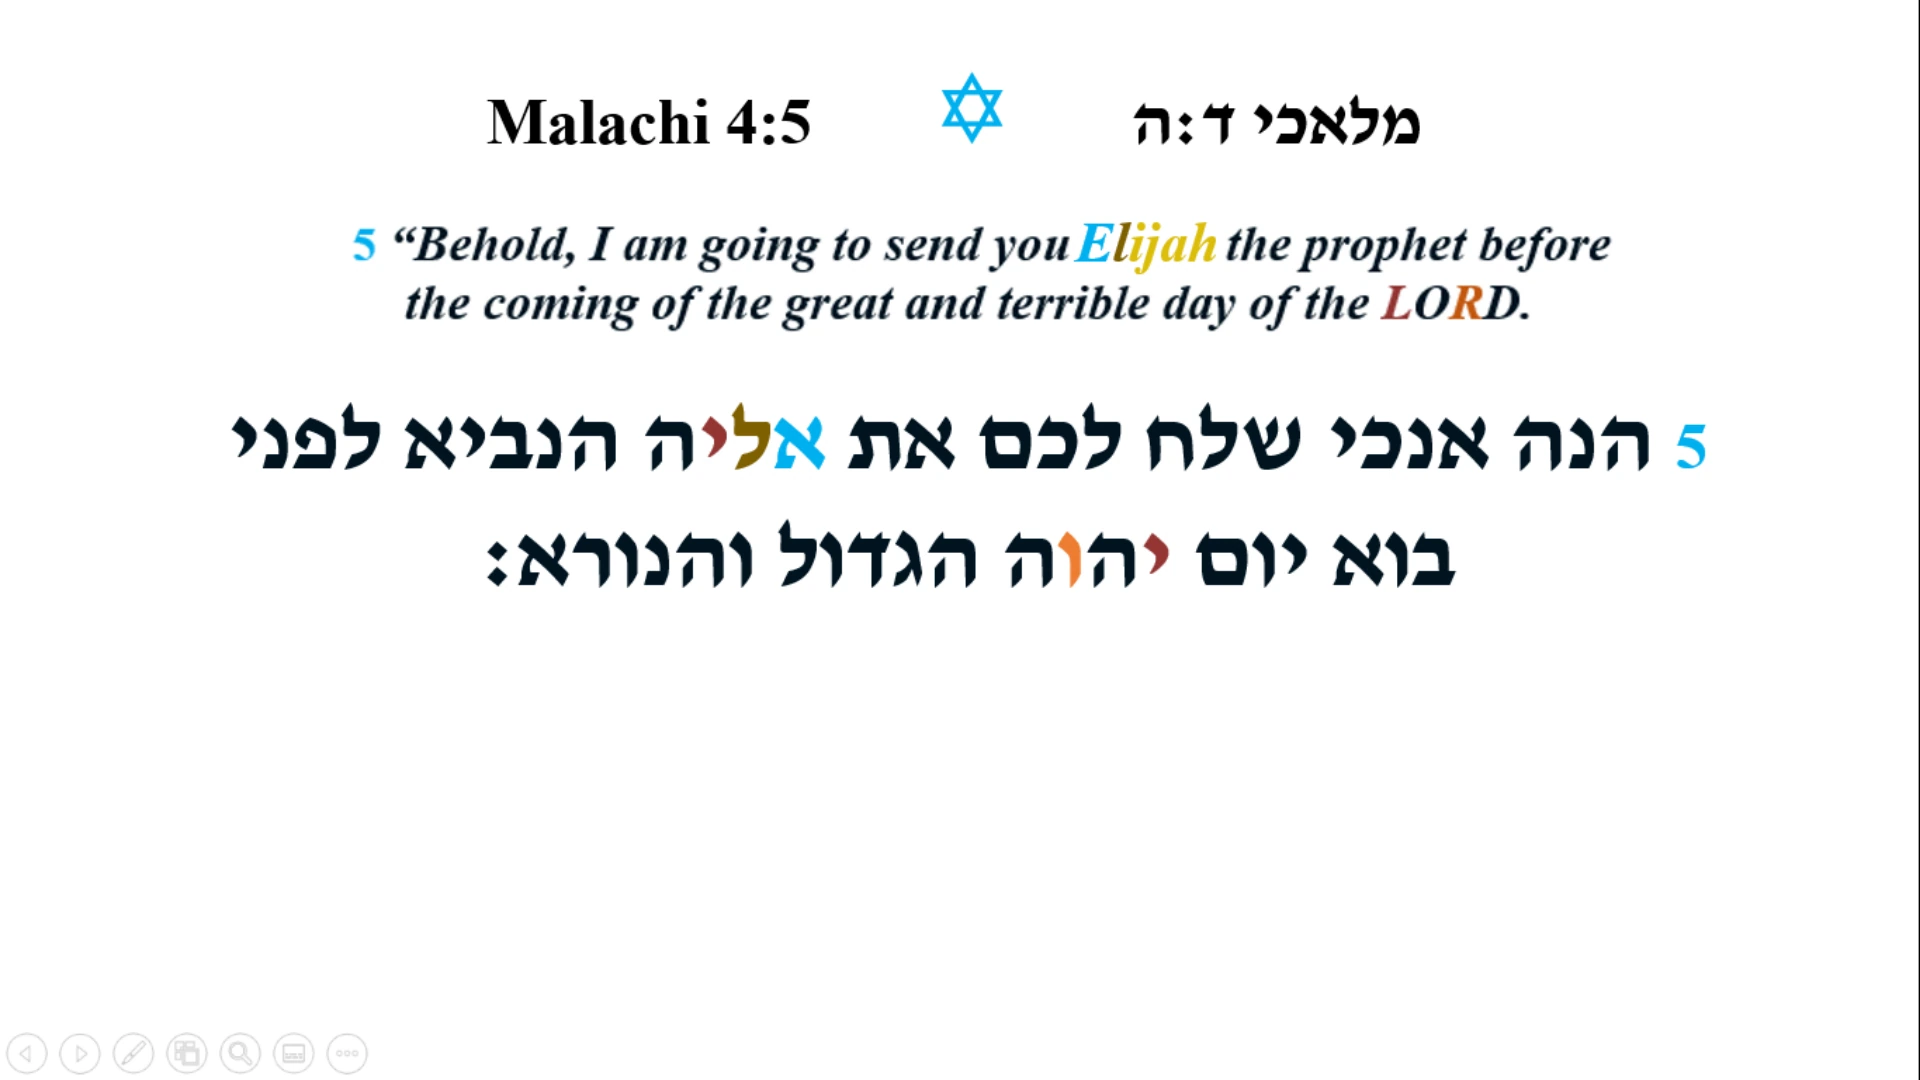 Malachi 4:5 מלאכי ד:ה
5 “Behold, I am going to send you Elijah the prophet before
the coming of the great and terrible day of the LORD.
5 הנה אנכי שלח לכם את אליה הנביא לפני
בוא יום יהוה הגדול והנורא: